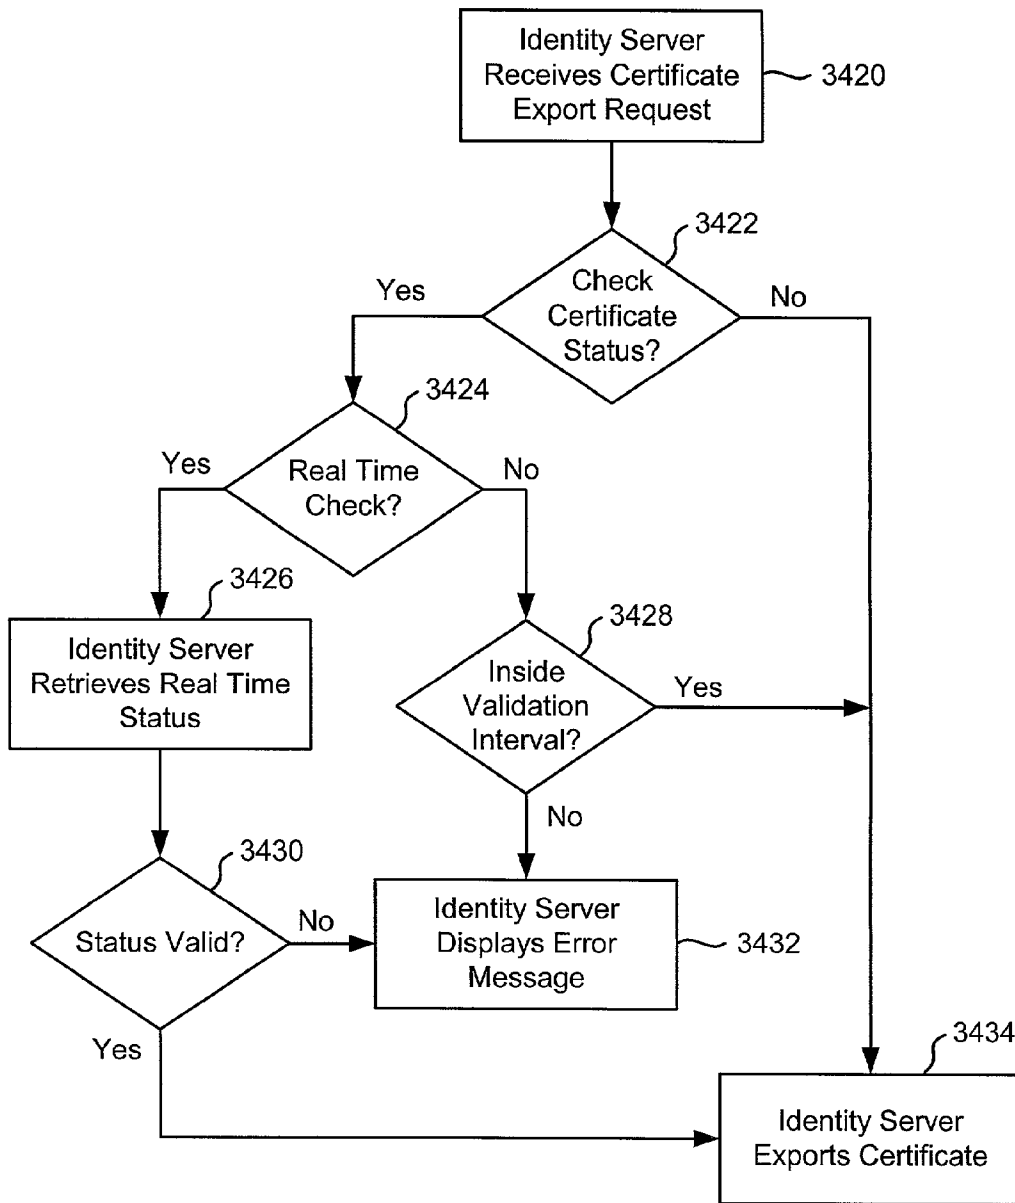 Identity Server
Receives Certificate
Export Request
3420
3422
Check
Certificate
Status?
Yes
No
3424
Real Time
Check?
Yes
No
3426
Identity Server
Retrieves Real Time
Status
3428
Inside
Validation
Interval?
Yes
No
3430
Status Valid?
No
Yes
Identity Server
Displays Error
Message
3432
3434
Identity Server
Exports Certificate